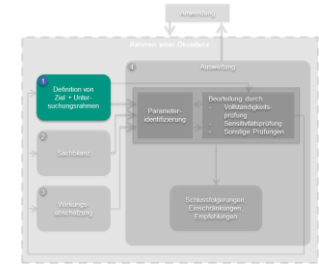 Anwendung
Rahmen einer Ökobilanz
1
Definition von
Ziel + Unter-
suchungsrahmen
2
Sachbilanz
3
Wirkungs-
abschätzung
4
Auswertung
Parameter-
identifizierung
Beurteilung durch:
- Vollständigkeits-
prüfung
- Sensitivitätsprüfung
- Sonstige Prüfungen
Schlussfolgerungen,
Einschränkungen,
Empfehlungen